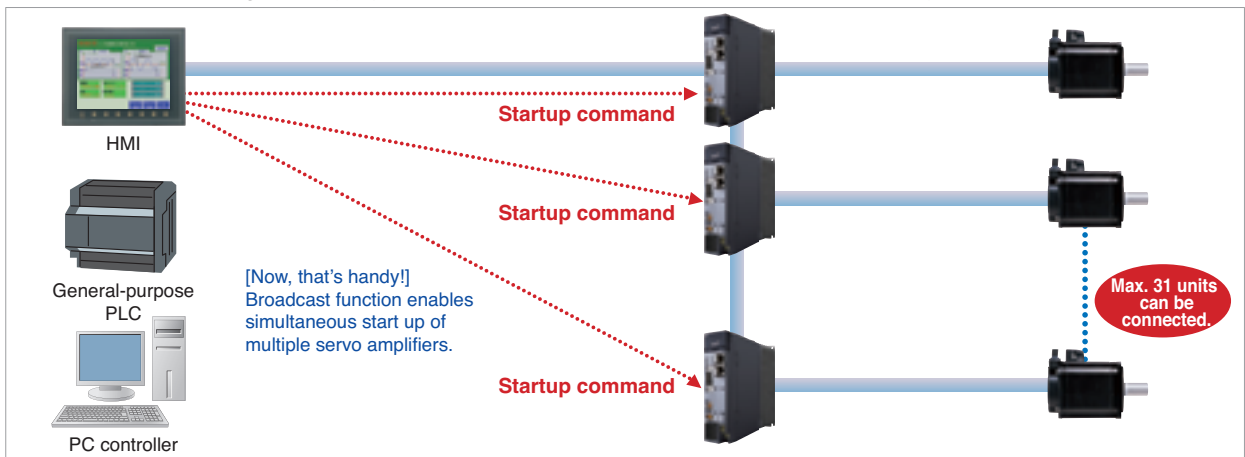 HMI
Startup command
Startup command
General-purpose
PLC
[Now, that's handy!]
Broadcast function enables
simultaneous start up of
multiple servo amplifiers.
Max. 31 units
can be
connected.
Startup command
PC controller